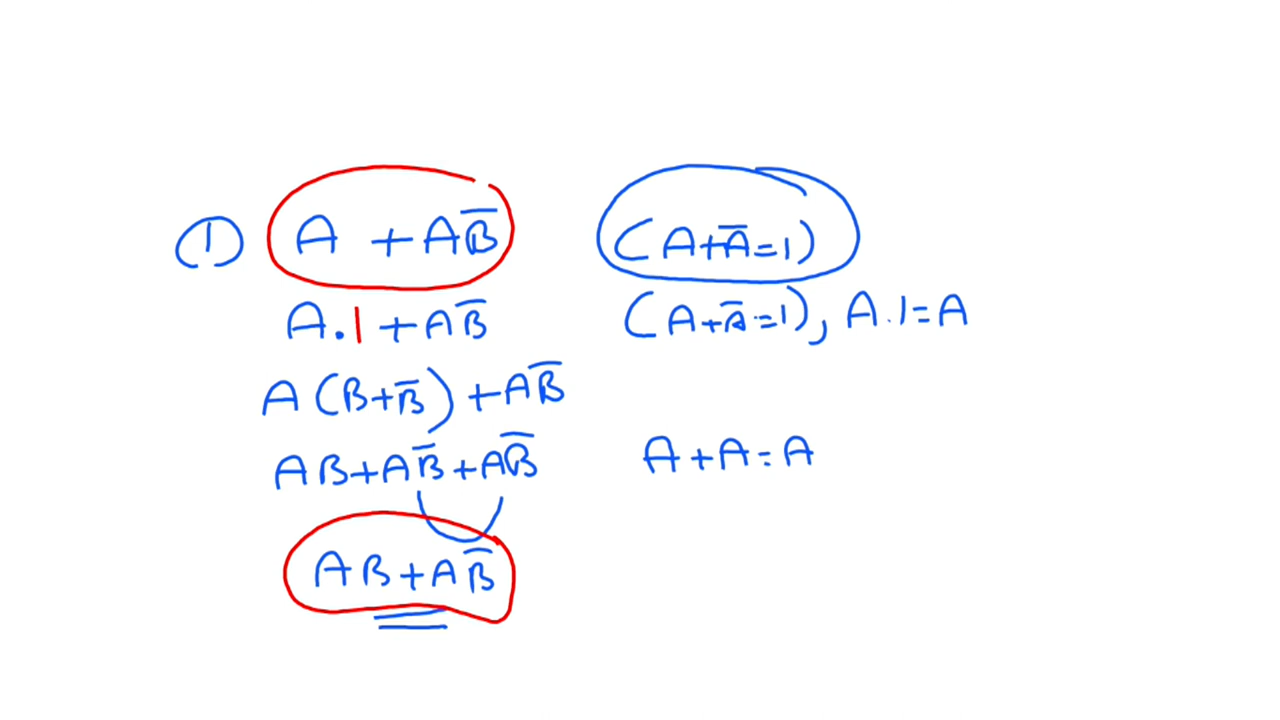 ① A + AB̅ (A+A̅=1)
A.1 + AB̅ (A+A̅=1), A.1=A
A(B+B̅) + AB̅
AB+AB̅+AB̅ A+A=A
AB+AB̅